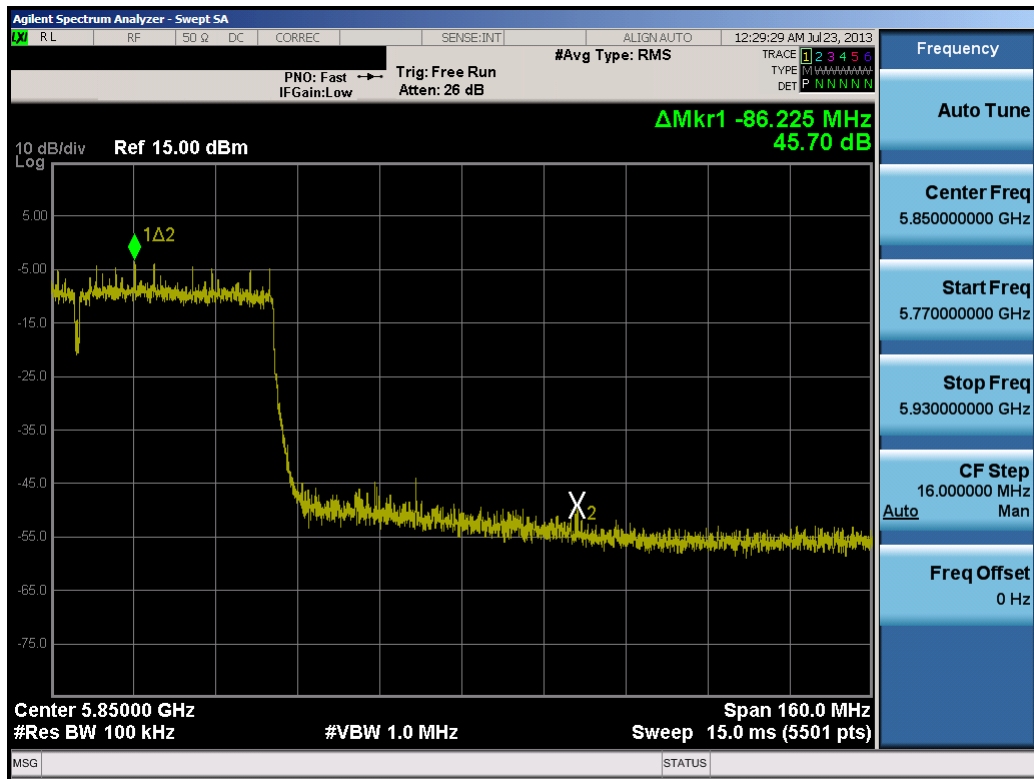 Agilent Spectrum Analyzer - Swept SA
LXI RL RF 50 Ω DC CORREC SENSE:INT ALIGN AUTO 12:29:29 AM Jul 23, 2013
#Avg Type: RMS
TRACE 1 2 3 4 5 6
PNO: Fast Trig: Free Run
TYPE M WWWWW
IFGain:Low Atten: 26 dB
DET P N N N N N
ΔMkr1 -86.225 MHz
45.70 dB
10 dB/div Ref 15.00 dBm
Log
5.00
1Δ2
-5.00
-15.0
-25.0
-35.0
-45.0
X2
-55.0
-65.0
-75.0
Center 5.85000 GHz Span 160.0 MHz
#Res BW 100 kHz #VBW 1.0 MHz Sweep 15.0 ms (5501 pts)
MSG STATUS
Frequency
Auto Tune
Center Freq
5.850000000 GHz
Start Freq
5.770000000 GHz
Stop Freq
5.930000000 GHz
CF Step
16.000000 MHz
Auto Man
Freq Offset
0 Hz